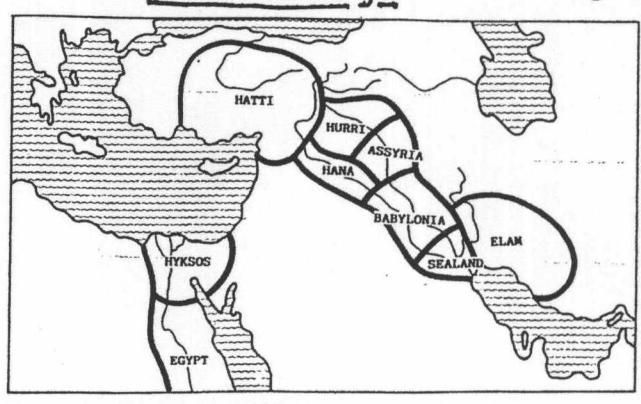 HATTI
HURRI
ASSYRIA
HANA
BABYLONIA
ELAM
SEALAND
HYKSOS
EGYPT